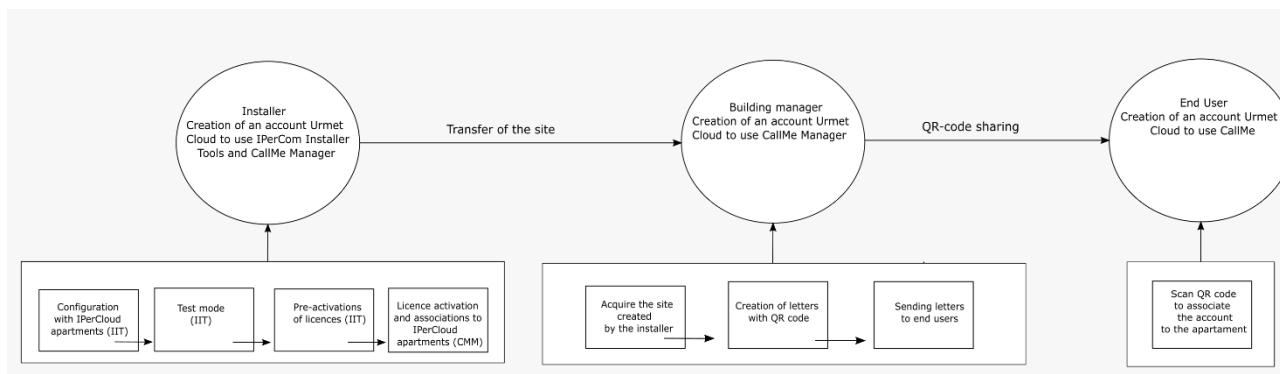 Installer
Creation of an account Urmet
Cloud to use IPerCom Installer
Tools and CallMe Manager
Transfer of the site
Building manager
Creation of an account Urmet
Cloud to use CallMe Manager
QR-code sharing
End User
Creation of an account Urmet
Cloud to use CallMe
Configuration
with IPerCloud
apartments (IIT)
Test mode
(IIT)
Pre-activations
of licences (IIT)
Licence activation
and associations to
IPerCloud
apartments (CMM)
Acquire the site
created
by the installer
Creation of letters
with QR code
Sending letters
to end users
Scan QR code
to associate
the account
to the apartament